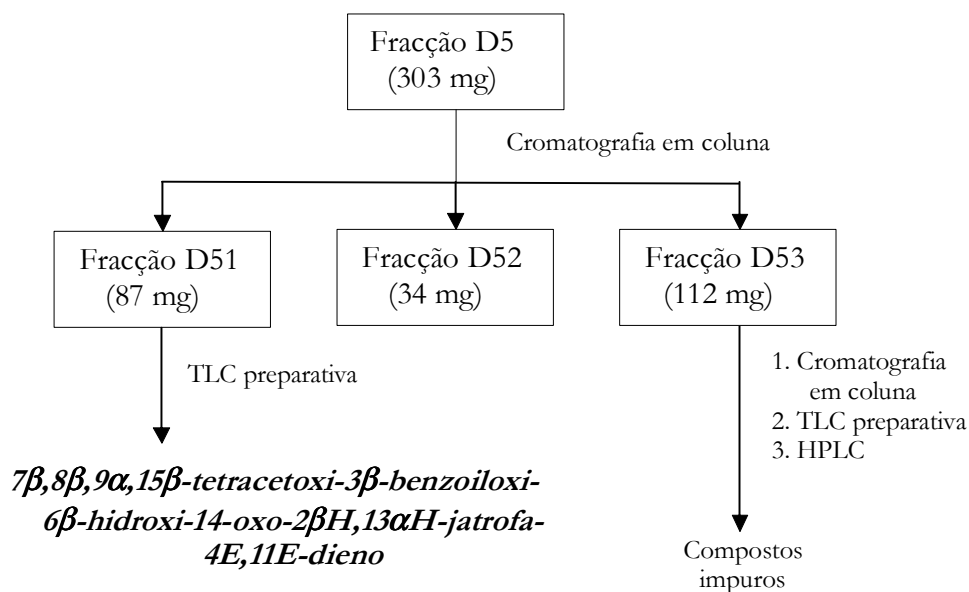 Fracção D5
(303 mg)
Cromatografia em coluna
Fracção D51
(87 mg)
Fracção D52
(34 mg)
Fracção D53
(112 mg)
TLC preparativa
1. Cromatografia
em coluna
2. TLC preparativa
3. HPLC
7β,8β,9α,15β-tetracetoxi-3β-benzoiloxi-
6β-hidroxi-14-oxo-2βH,13αH-jatrofa-
4E,11E-dieno
Compostos
impuros